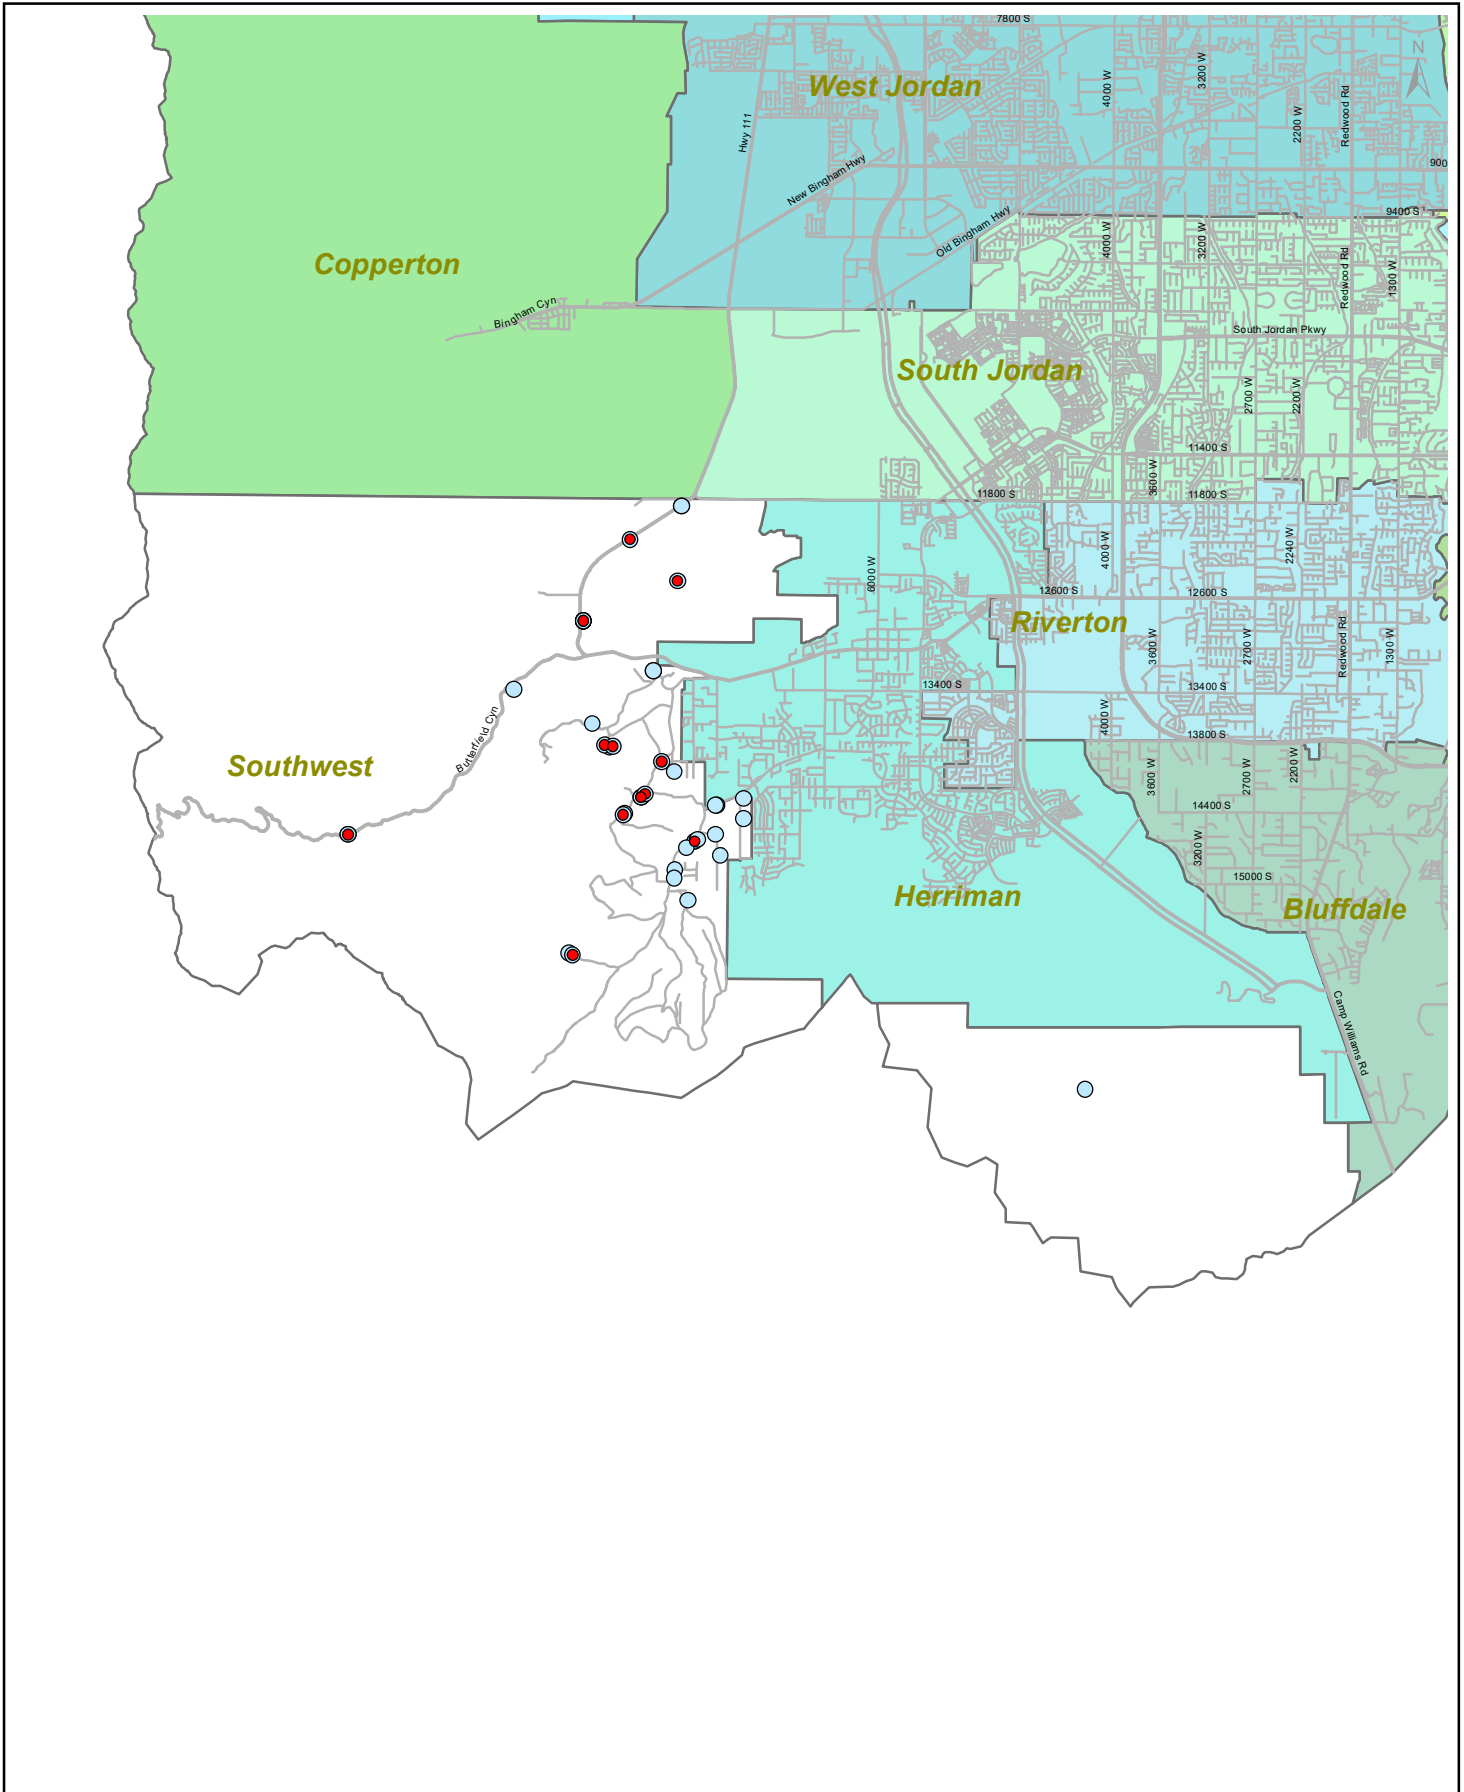 7800 S
N
West Jordan
4000 W
3200 W
2200 W
Redwood Rd
Hwy 111
New Bingham Hwy
900
Old Bingham Hwy
9400 S
4000 W
3200 W
Redwood Rd
1300 W
Copperton
Bingham Cyn
South Jordan Pkwy
South Jordan
2700 W
2200 W
11400 S
3600 W
11800 S
11800 S
6000 W
4000 W
2240 W
12600 S
12600 S
Riverton
3600 W
2700 W
Redwood Rd
1300 W
13400 S
13400 S
4000 W
13800 S
Butterfield Cyn
Southwest
3600 W
2700 W
2200 W
14400 S
3200 W
15000 S
Herriman
Bluffdale
Camp Williams Rd